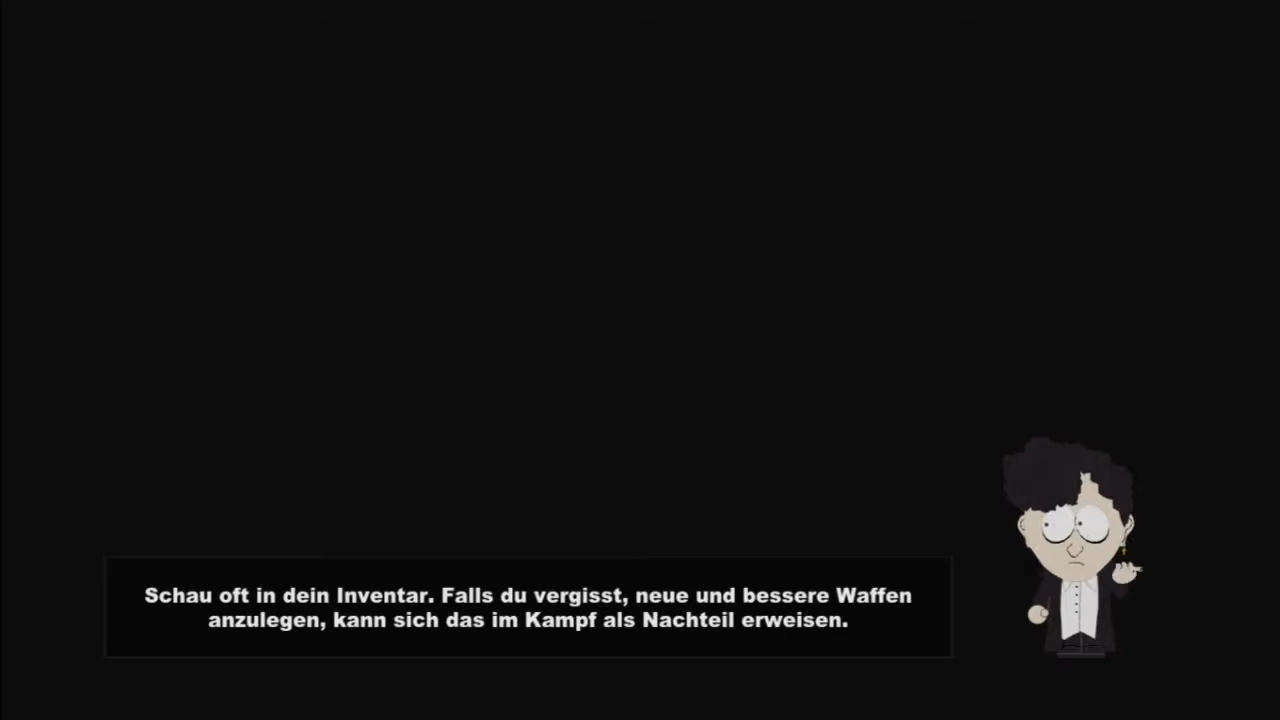 Schau oft in dein Inventar. Falls du vergisst, neue und bessere Waffen
anzulegen, kann sich das im Kampf als Nachteil erweisen.